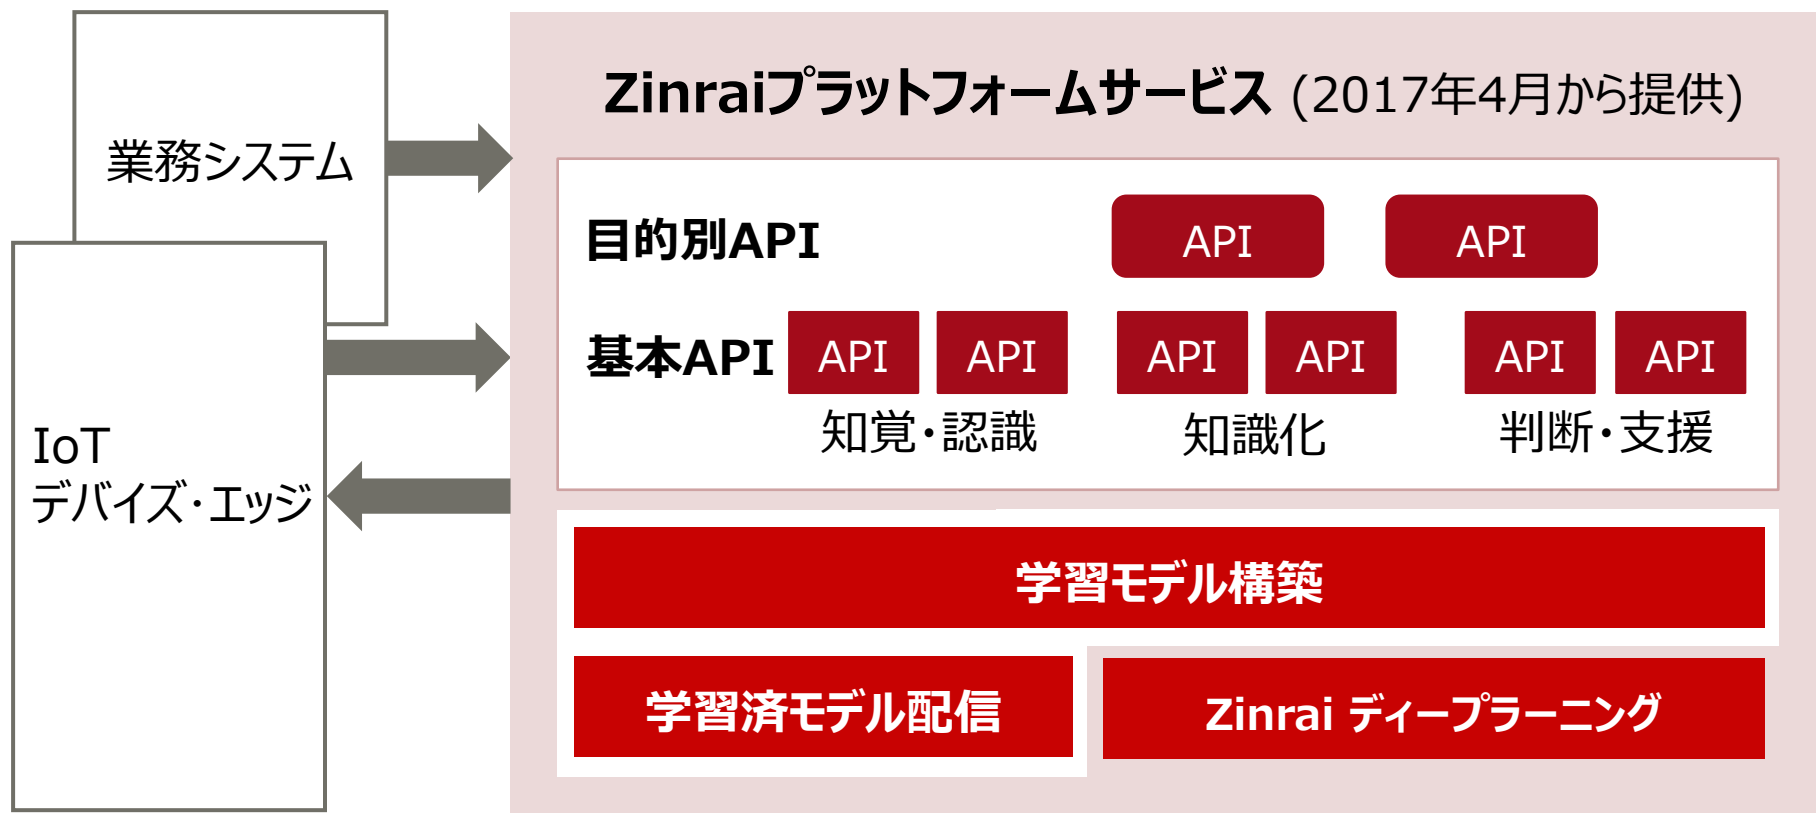 業務システム
IoT
デバイズ・エッジ
Zinraiプラットフォームサービス (2017年4月から提供)
目的別API
API
API
基本API
API
API
API
API
API
API
知覚・認識
知識化
判断・支援
学習モデル構築
学習済モデル配信
Zinrai ディープラーニング